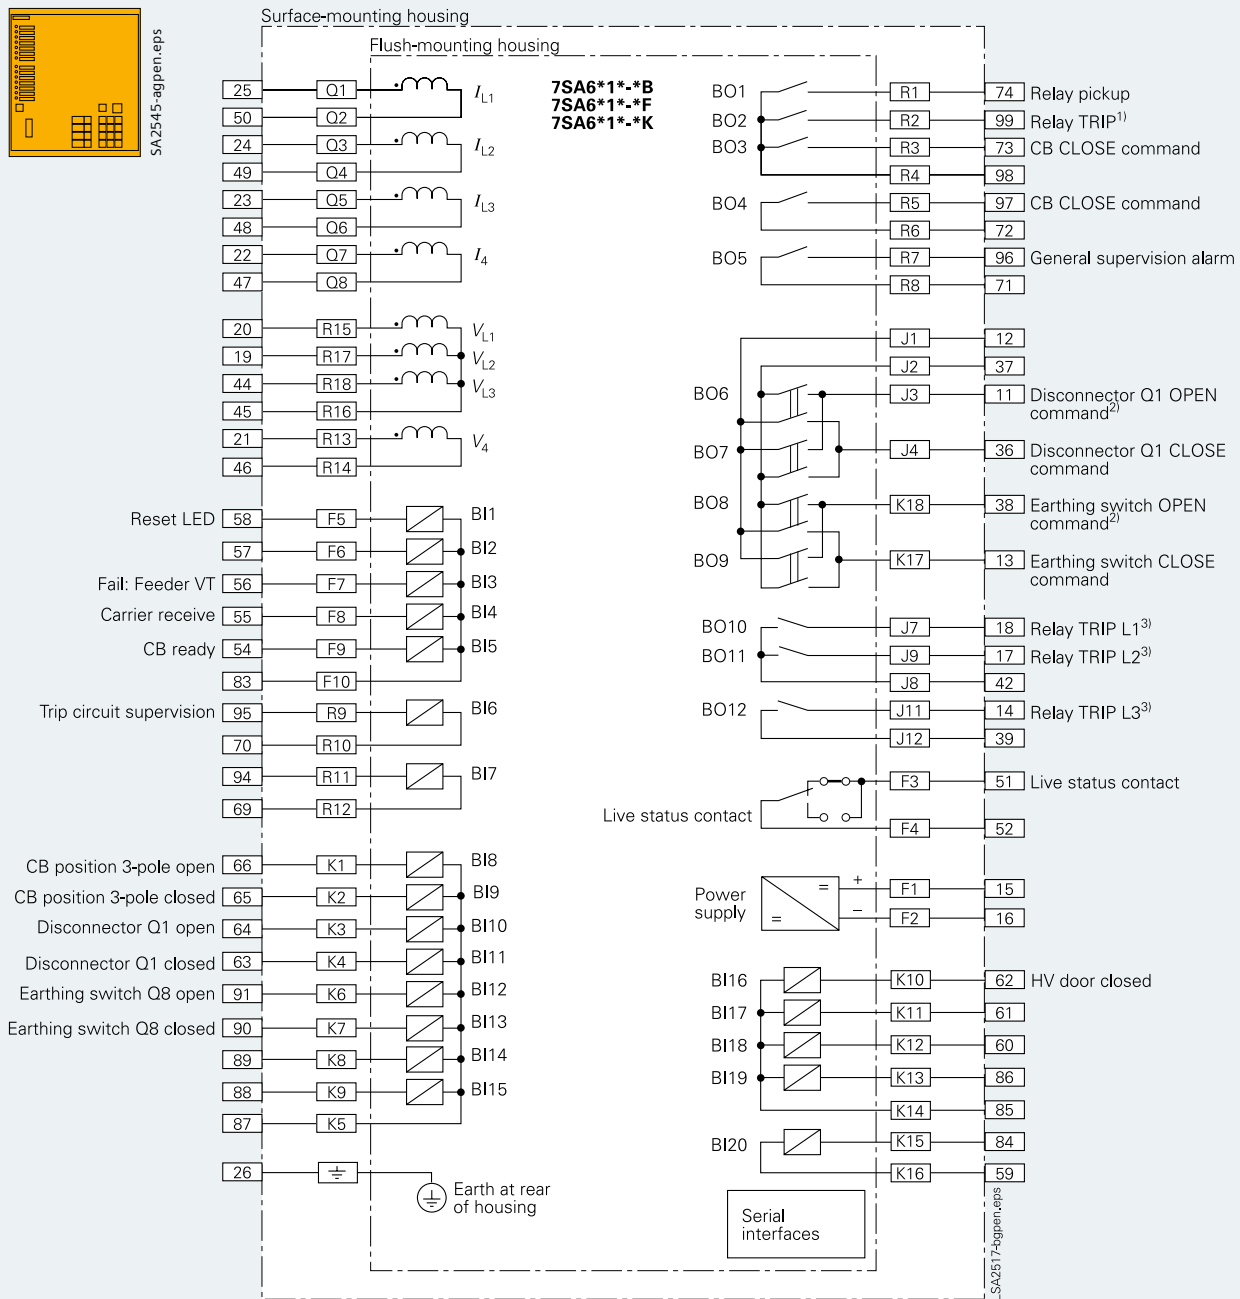 SA2545-agpen.eps
Surface-mounting housing
Flush-mounting housing
7SA6*1*-*B
7SA6*1*-*F
7SA6*1*-*K
25 Q1 I L1
50 Q2
24 Q3 I L2
49 Q4
23 Q5 I L3
48 Q6
22 Q7 I 4
47 Q8
20 R15 V L1
19 R17 V L2
44 R18 V L3
45 R16
21 R13 V 4
46 R14
Reset LED 58 F5 BI1
57 F6 BI2
Fail: Feeder VT 56 F7 BI3
Carrier receive 55 F8 BI4
CB ready 54 F9 BI5
83 F10
Trip circuit supervision 95 R9 BI6
70 R10
94 R11 BI7
69 R12
CB position 3-pole open 66 K1 BI8
CB position 3-pole closed 65 K2 BI9
Disconnector Q1 open 64 K3 BI10
Disconnector Q1 closed 63 K4 BI11
Earthing switch Q8 open 91 K6 BI12
Earthing switch Q8 closed 90 K7 BI13
89 K8 BI14
88 K9 BI15
87 K5
26
Earth at rear
of housing
BO1 R1 74 Relay pickup
BO2 R2 99 Relay TRIP1)
BO3 R3 73 CB CLOSE command
R4 98
BO4 R5 97 CB CLOSE command
R6 72
BO5 R7 96 General supervision alarm
R8 71
J1 12
J2 37
BO6 J3 11 Disconnector Q1 OPEN
command2)
BO7 J4 36 Disconnector Q1 CLOSE
command
BO8 K18 38 Earthing switch OPEN
command2)
BO9 K17 13 Earthing switch CLOSE
command
BO10 J7 18 Relay TRIP L13)
BO11 J9 17 Relay TRIP L23)
J8 42
BO12 J11 14 Relay TRIP L33)
J12 39
F3 51 Live status contact
Live status contact
F4 52
Power
supply
= = + F1 15
− F2 16
BI16 K10 62 HV door closed
BI17 K11 61
BI18 K12 60
BI19 K13 86
K14 85
BI20 K15 84
K16 59
Serial
interfaces
LSA2517-bgpen.eps